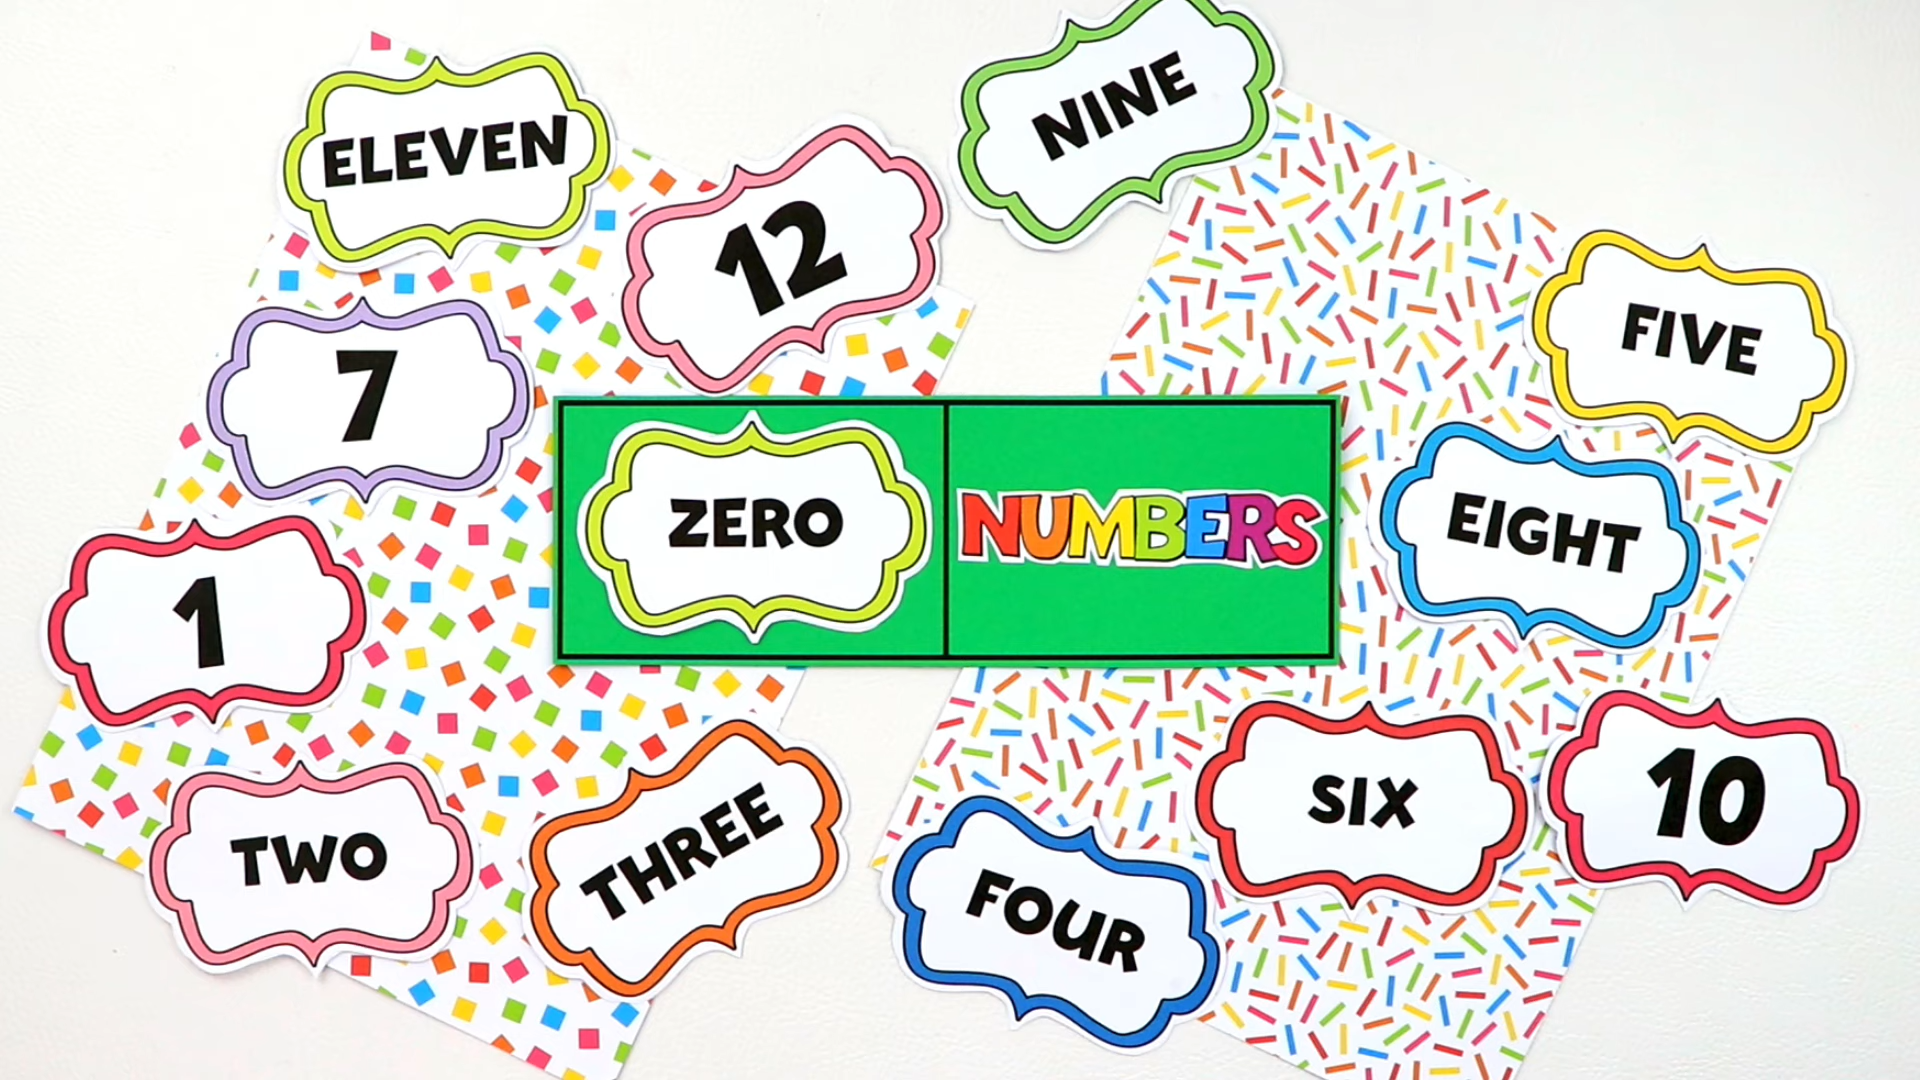 NINE
ELEVEN
12
FIVE
7
ZERO
NUMBERS
EIGHT
1
SIX
10
TWO
THREE
FOUR